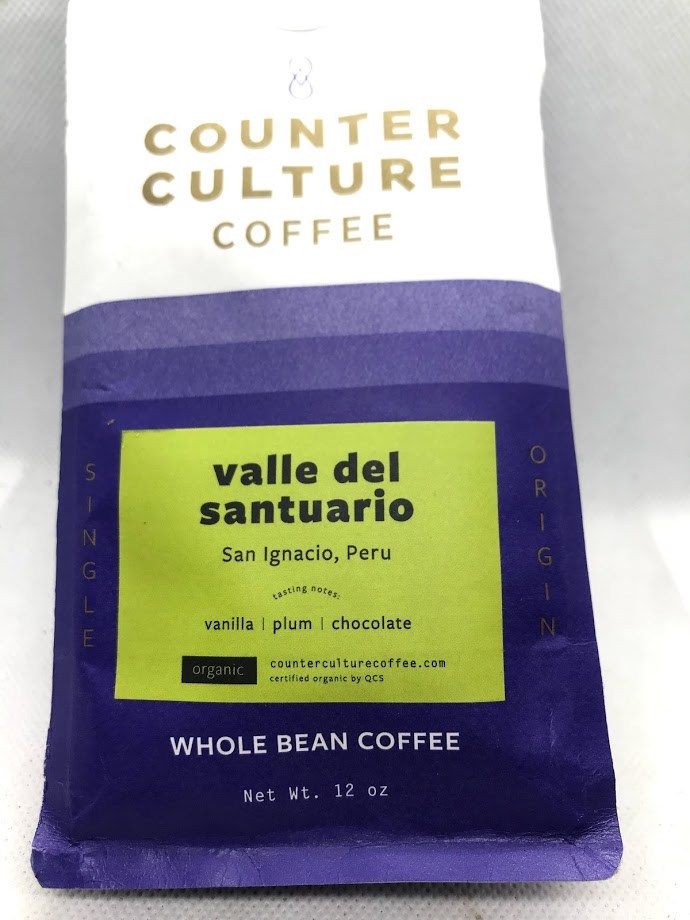 COUNTER
CULTURE
COFFEE
SINGLE
ORIGIN
valle del
santuario
San Ignacio, Peru
tasting notes:
vanilla | plum | chocolate
organic
counterculturecoffee.com
certified organic by QCS
WHOLE BEAN COFFEE
Net Wt. 12 oz